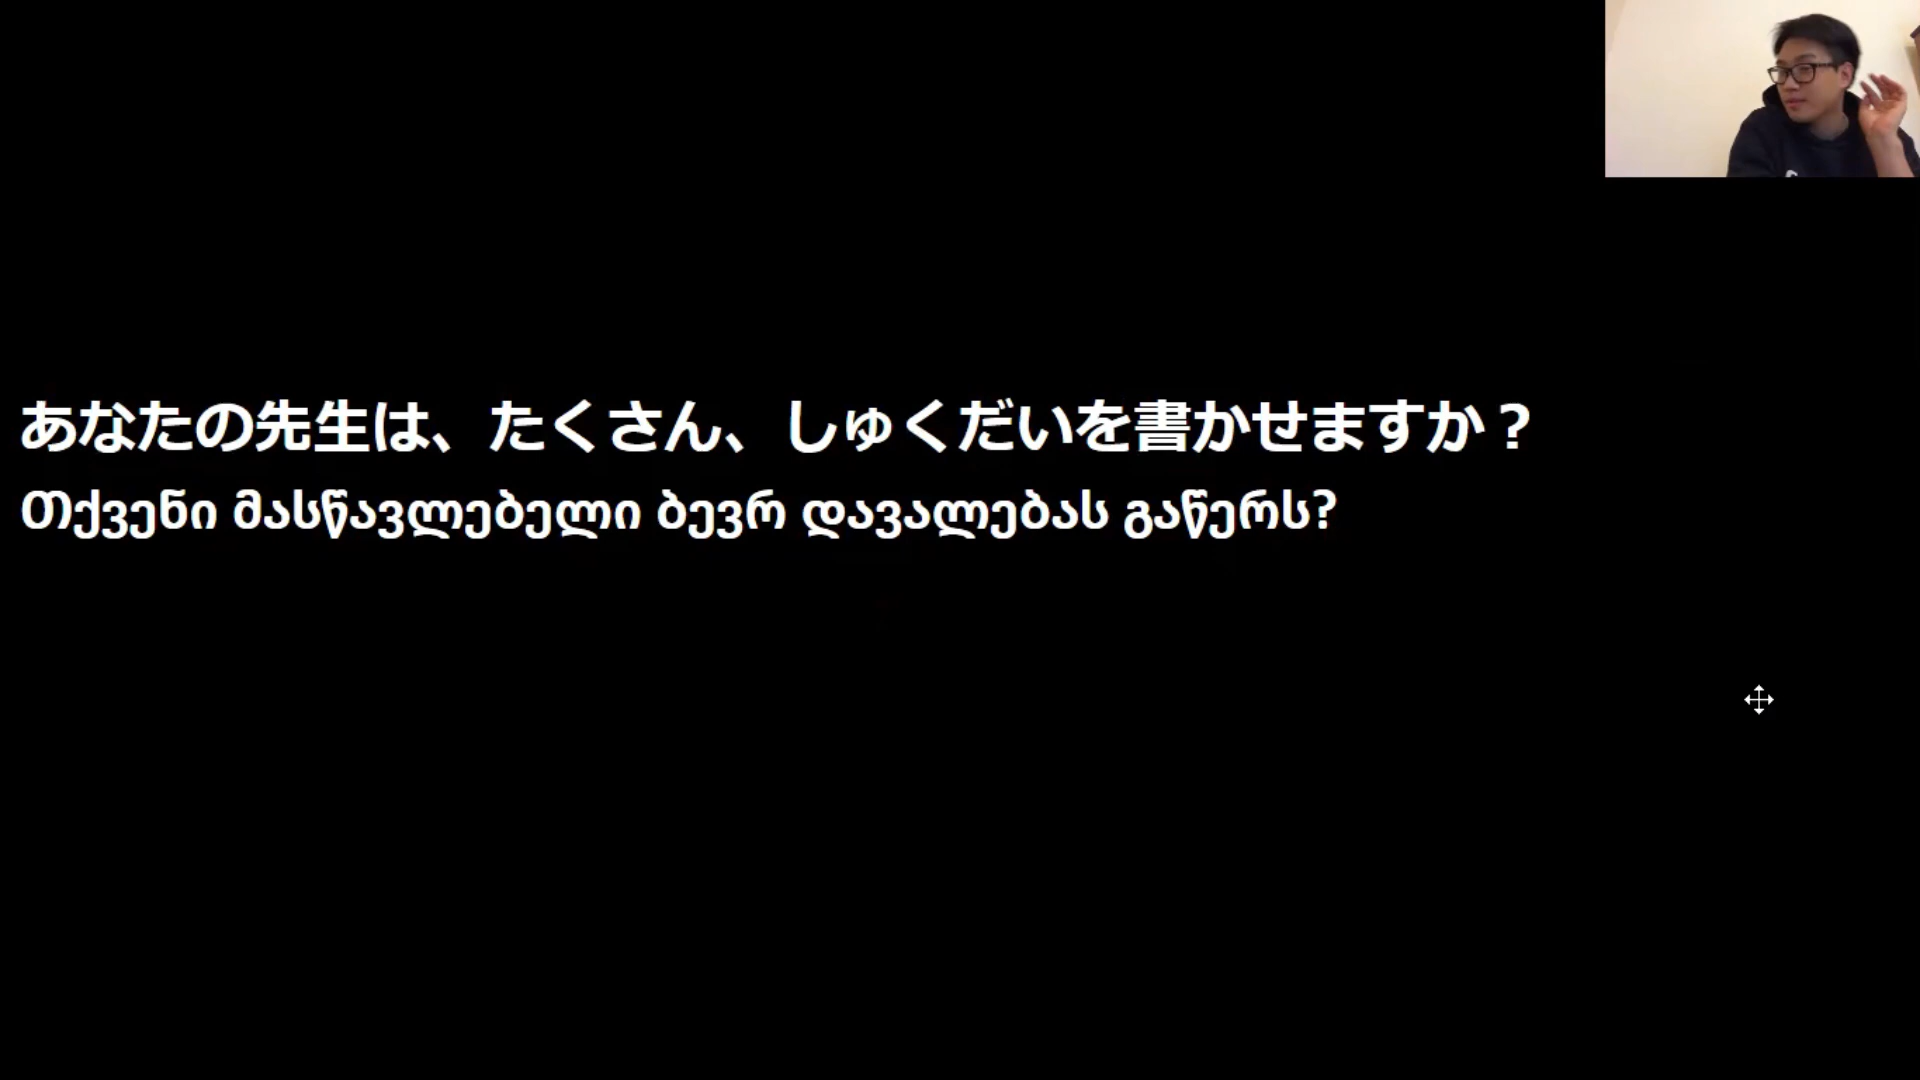 あなたの先生は、たくさん、しゅくだいを書かせますか？
თქვენი მასწავლებელი ბევრ დავალებას გაწერს?